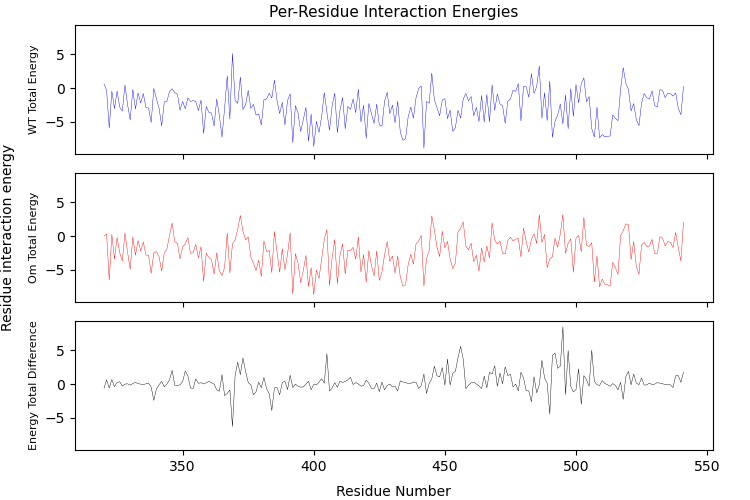 Per-Residue Interaction Energies
Residue interaction energy
WT Total Energy
5
0
−5
Om Total Energy
5
0
−5
Energy Total Difference
5
0
−5
350
400
450
500
550
Residue Number